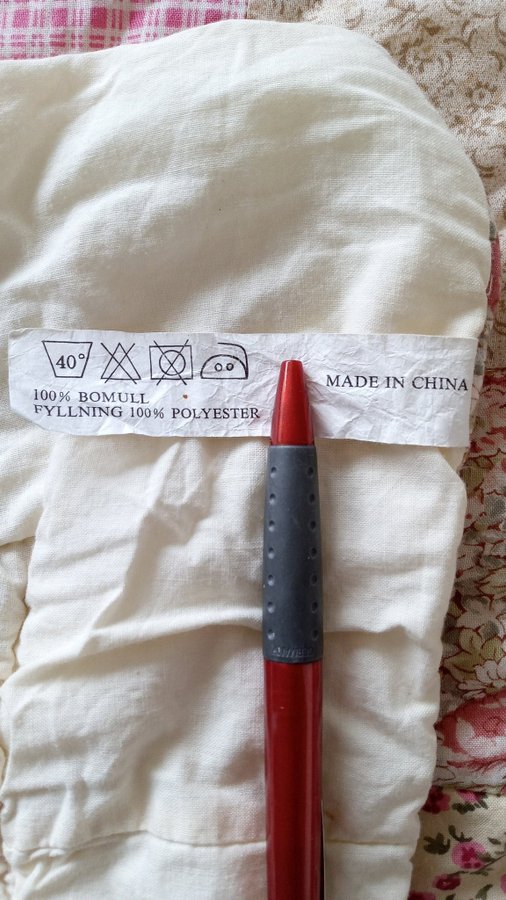 40°
100% BOMULL
FYLLNING 100% POLYESTER
MADE IN CHINA